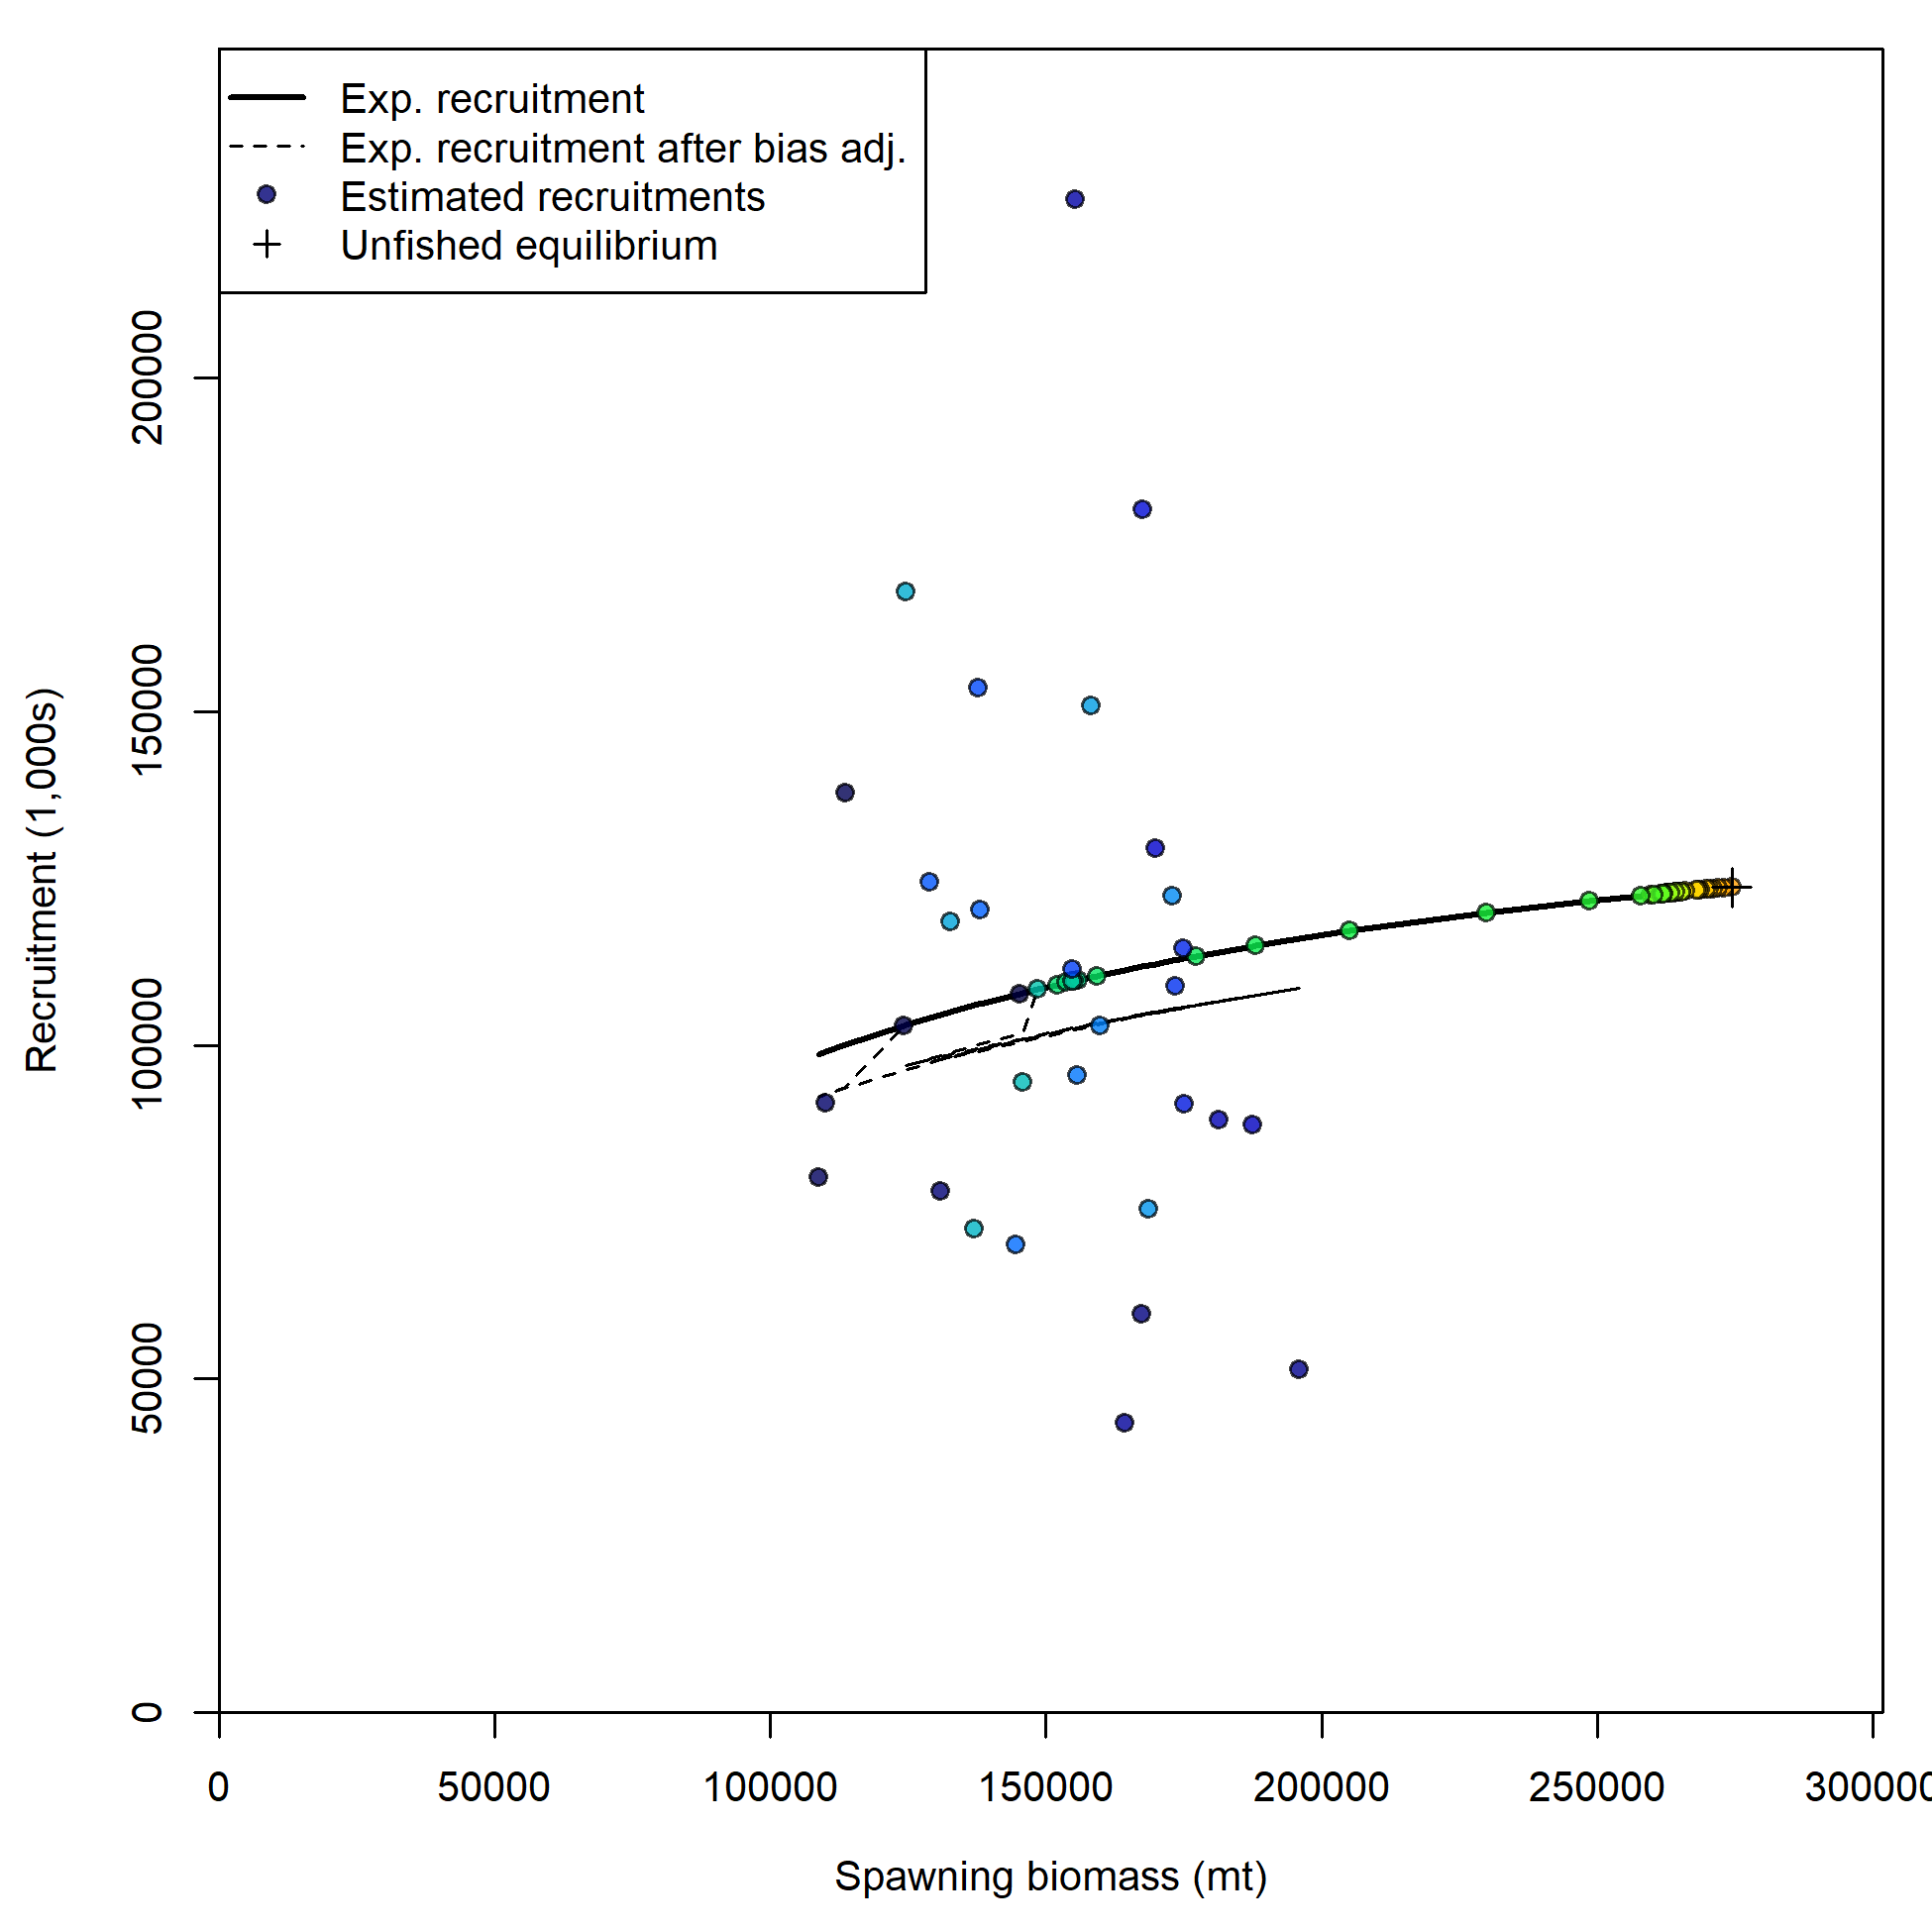 Exp. recruitment
Exp. recruitment after bias adj.
Estimated recruitments
Unfished equilibrium
Recruitment (1,000s)
200000
150000
100000
50000
0
0 50000 100000 150000 200000 250000 300000
Spawning biomass (mt)